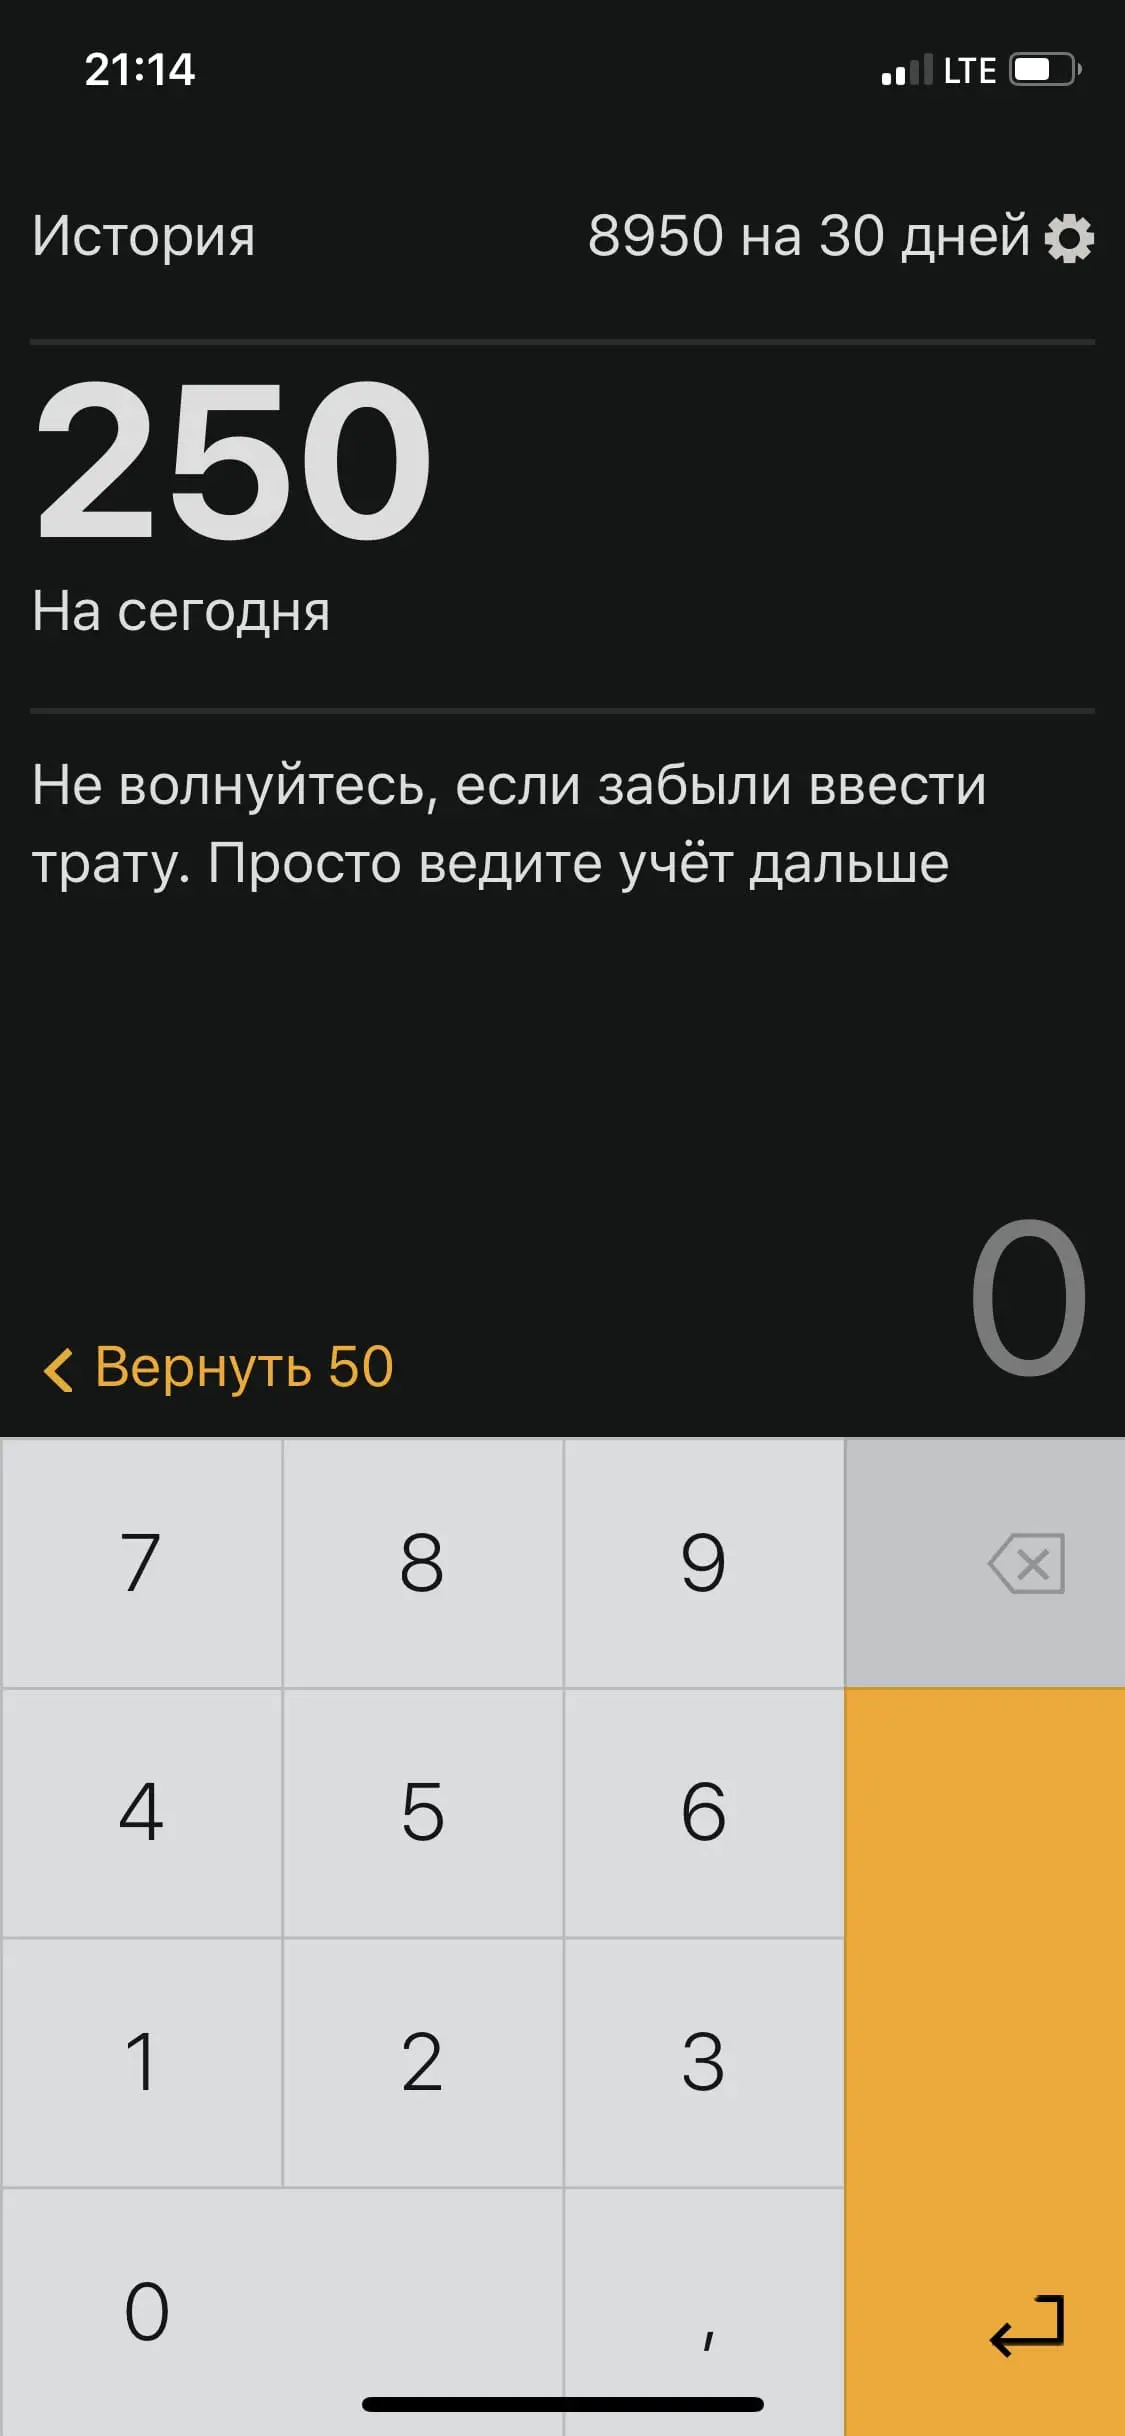 21:14
LTE
История
8950 на 30 дней
250
На сегодня
Не волнуйтесь, если забыли ввести
трату. Просто ведите учёт дальше
0
Вернуть 50
7 8 9
4 5 6
1 2 3
0 ,